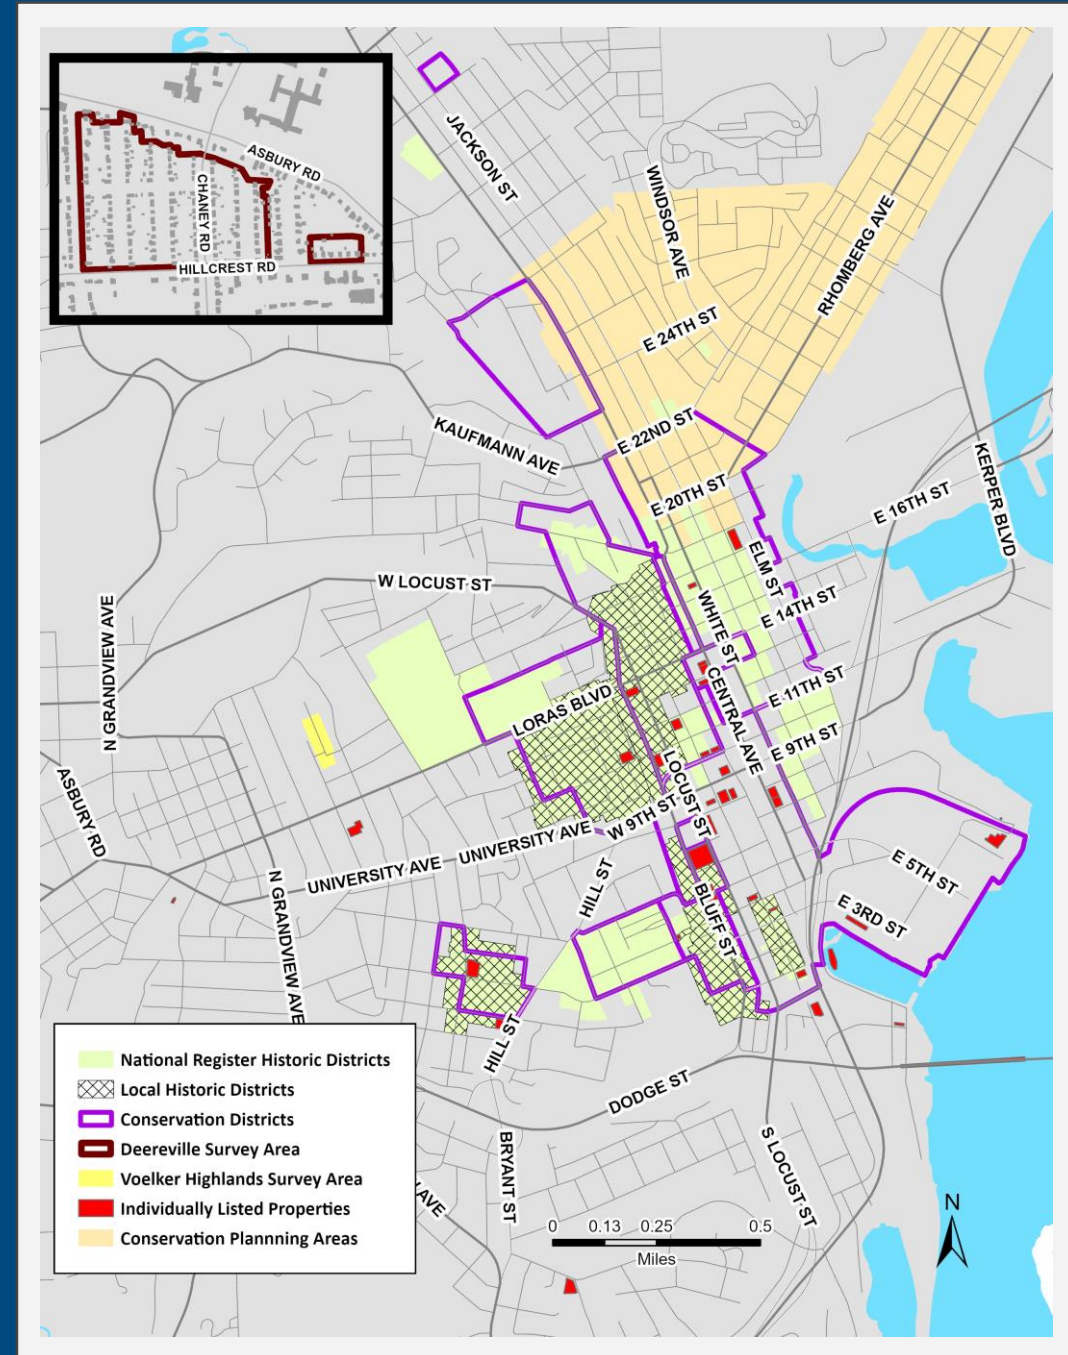 ASBURY RD
CHANEY RD
HILLCREST RD
JACKSON ST
WINDSOR AVE
RHOMBERG AVE
E 24TH ST
KAUFMANN AVE
E 22ND ST
E 20TH ST
E 16TH ST
KERPER BLVD
ELM ST
W LOCUST ST
WHITE ST
E 14TH ST
N GRANDVIEW AVE
LORAS BLVD
CENTRAL AVE
E 11TH ST
E 9TH ST
LOCUST ST
ASBURY RD
W 9TH ST
UNIVERSITY AVE
UNIVERSITY AVE
HILL ST
E 5TH ST
E 3RD ST
BLUFF ST
N GRANDVIEW AVE
HILL ST
DODGE ST
BRYANT ST
S LOCUST ST
AVE
National Register Historic Districts
Local Historic Districts
Conservation Districts
Deereville Survey Area
Voelker Highlands Survey Area
Individually Listed Properties
Conservation Plannning Areas
0 0.13 0.25 0.5
Miles
N